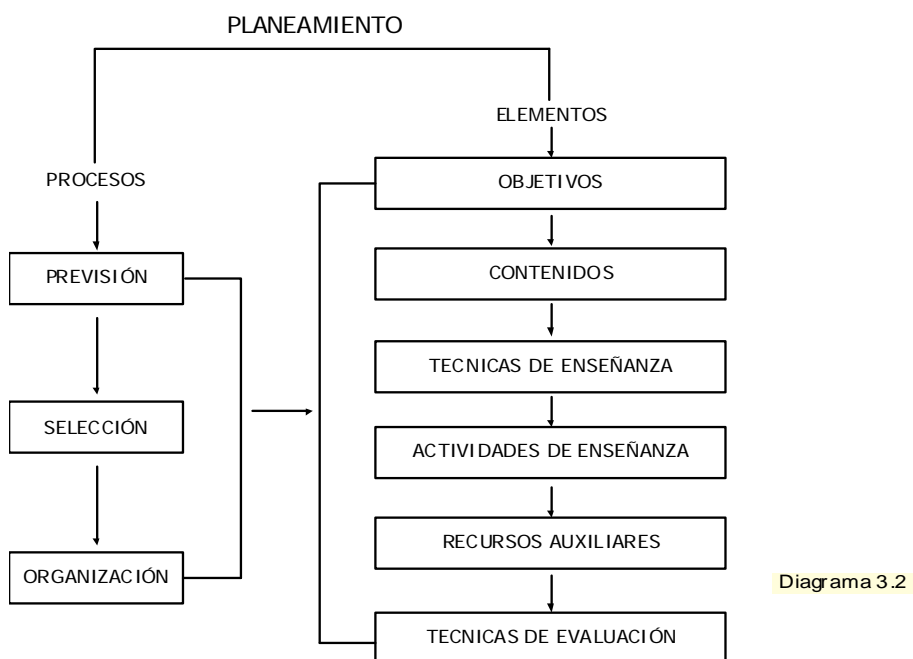 PLANEAMIENTO
ELEMENTOS
PROCESOS
OBJETIVOS
PREVISIÓN
CONTENIDOS
TECNICAS DE ENSEÑANZA
SELECCIÓN
ACTIVIDADES DE ENSEÑANZA
RECURSOS AUXILIARES
ORGANIZACIÓN
Diagrama 3.2
TECNICAS DE EVALUACIÓN